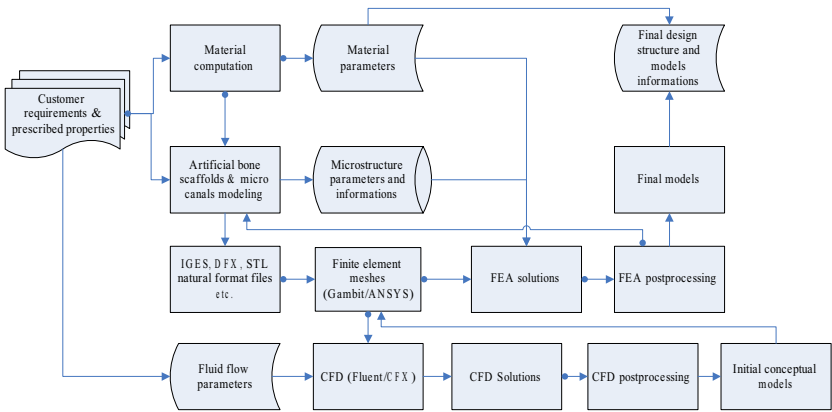 Material
computation
Material
parameters
Final design
structure and
models
informations
Customer
requirements &
prescribed properties
Artificial bone
scaffolds & micro
canals modeling
Microstructure
parameters and
informations
Final models
IGES, DFX, STL
natural format files
etc.
Finite element
meshes
(Gambit/ANSYS)
FEA solutions
FEA postprocessing
Fluid flow
parameters
CFD (Fluent/CFX)
CFD Solutions
CFD postprocessing
Initial conceptual
models